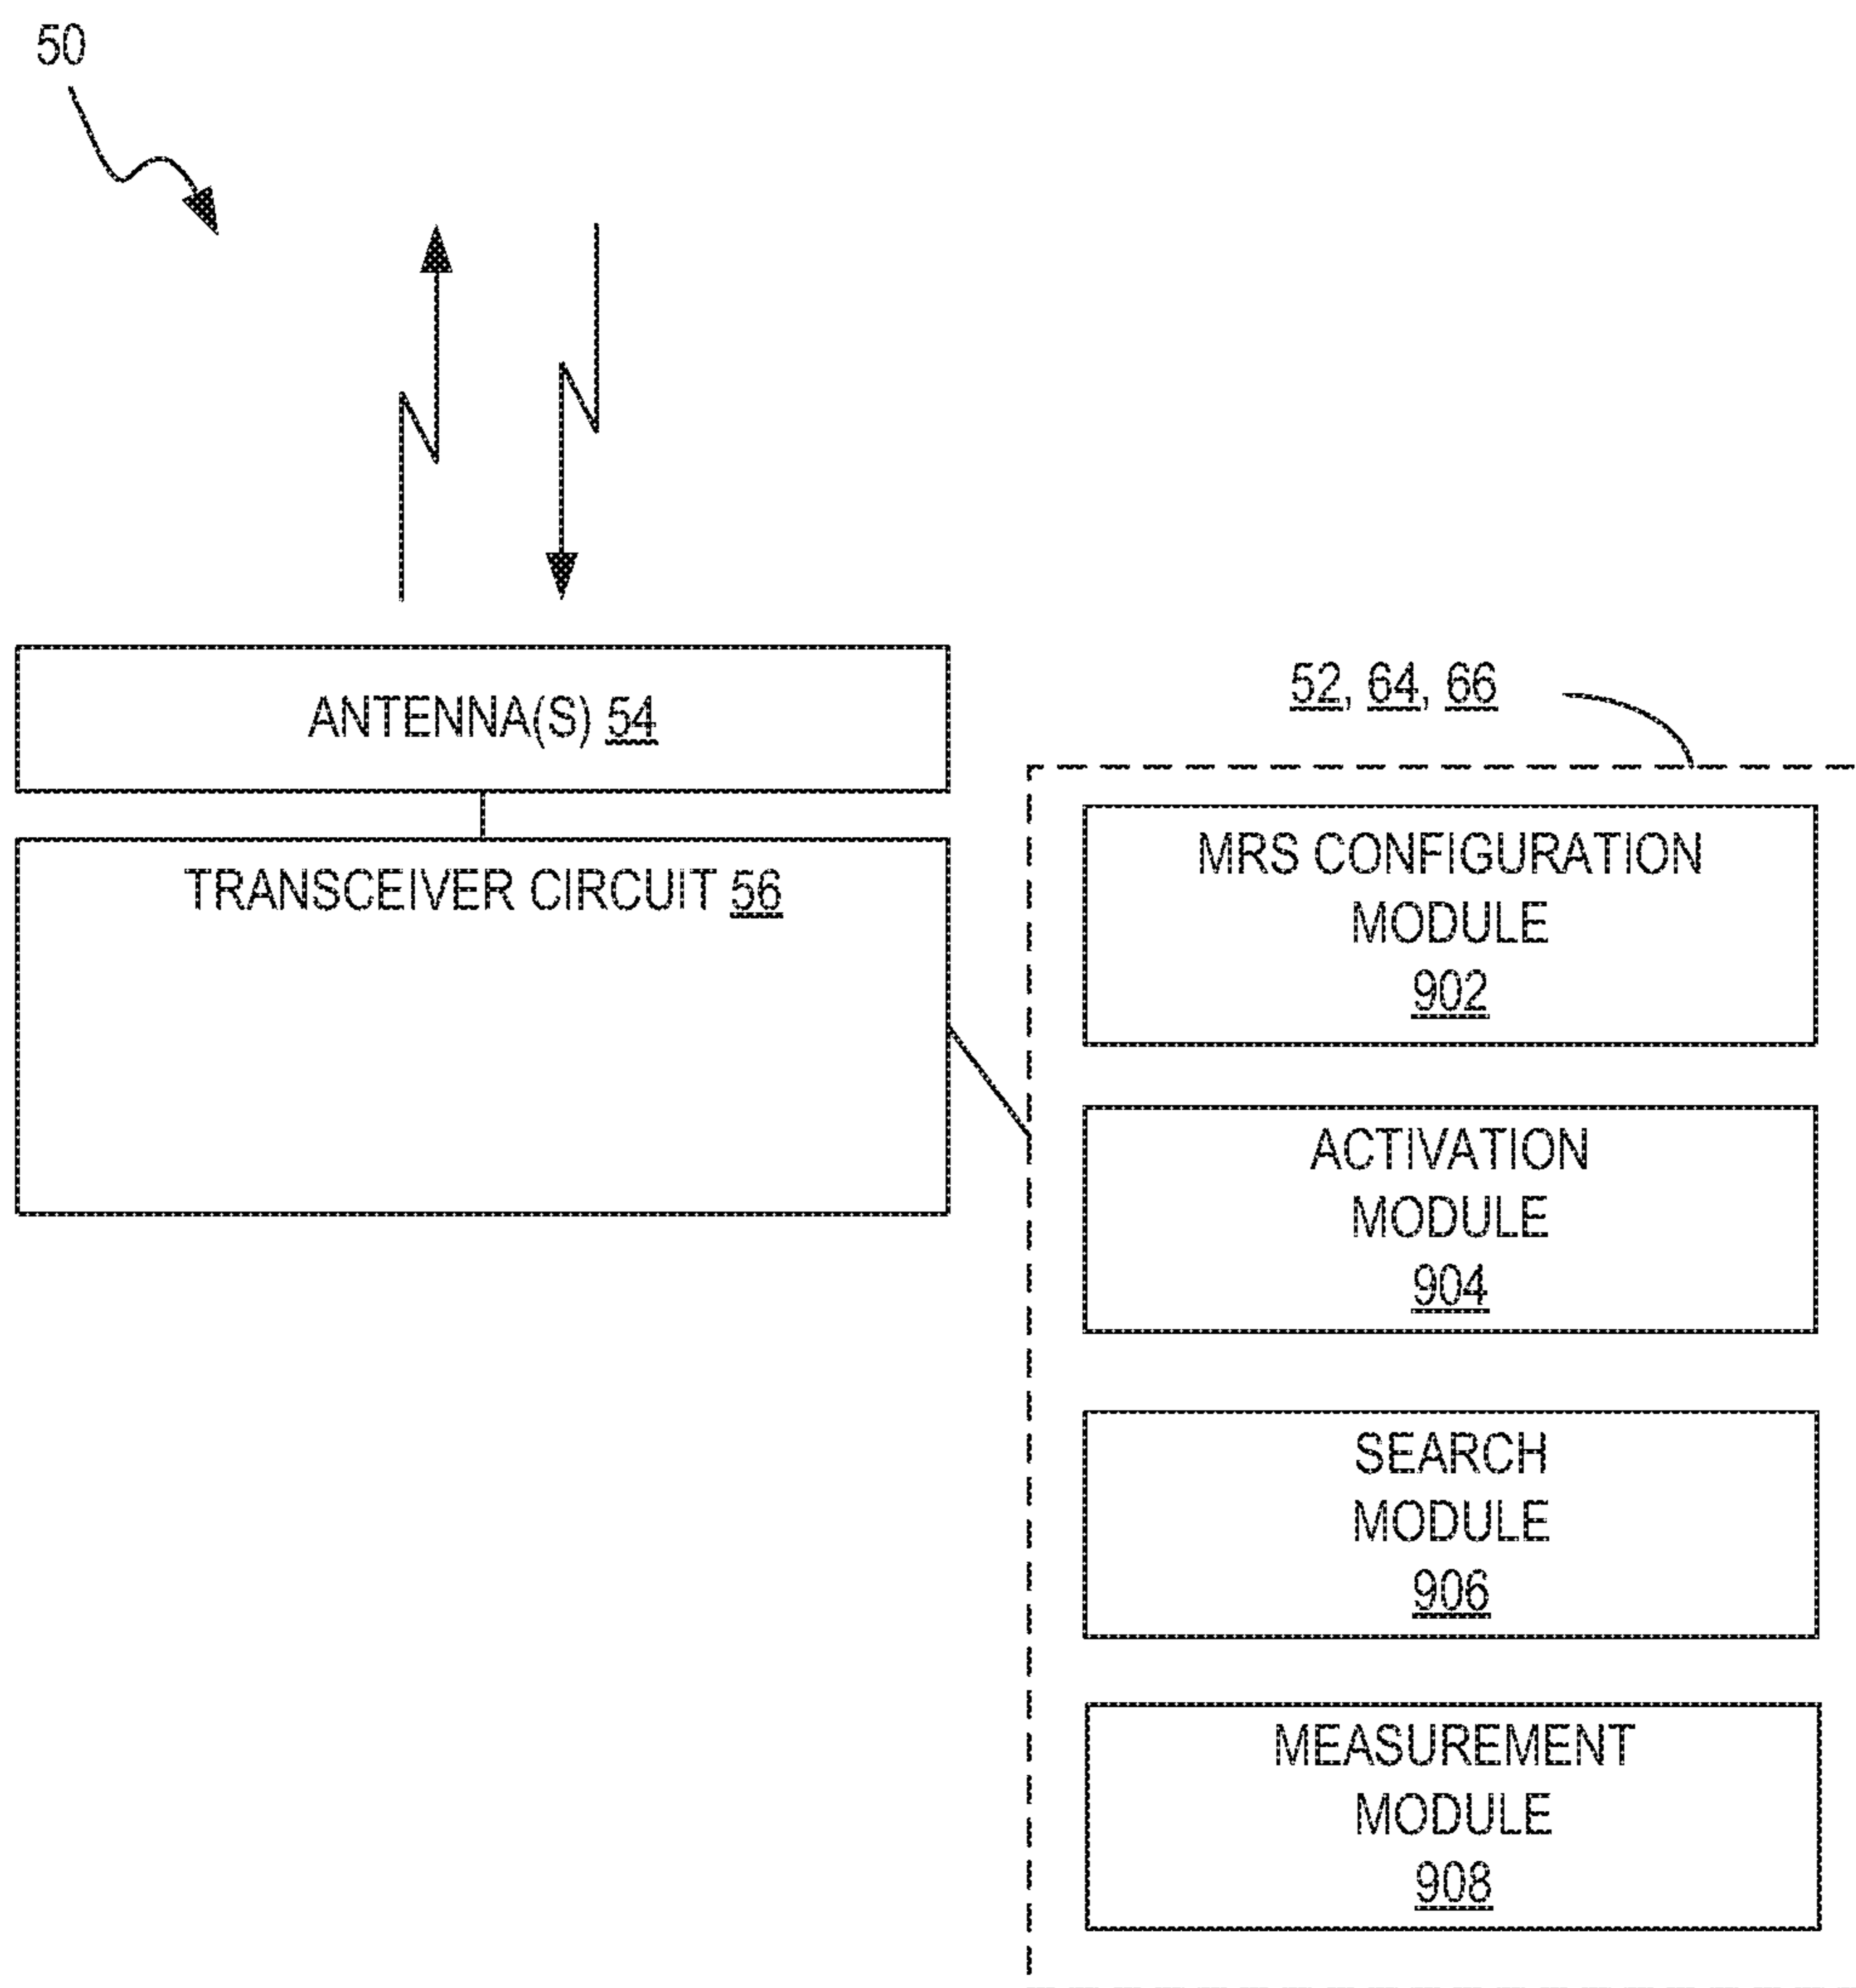 50
ANTENNA(S) 54
52, 64, 66
TRANSCEIVER CIRCUIT 56
MRS CONFIGURATION
MODULE
902
ACTIVATION
MODULE
904
SEARCH
MODULE
906
MEASUREMENT
MODULE
908